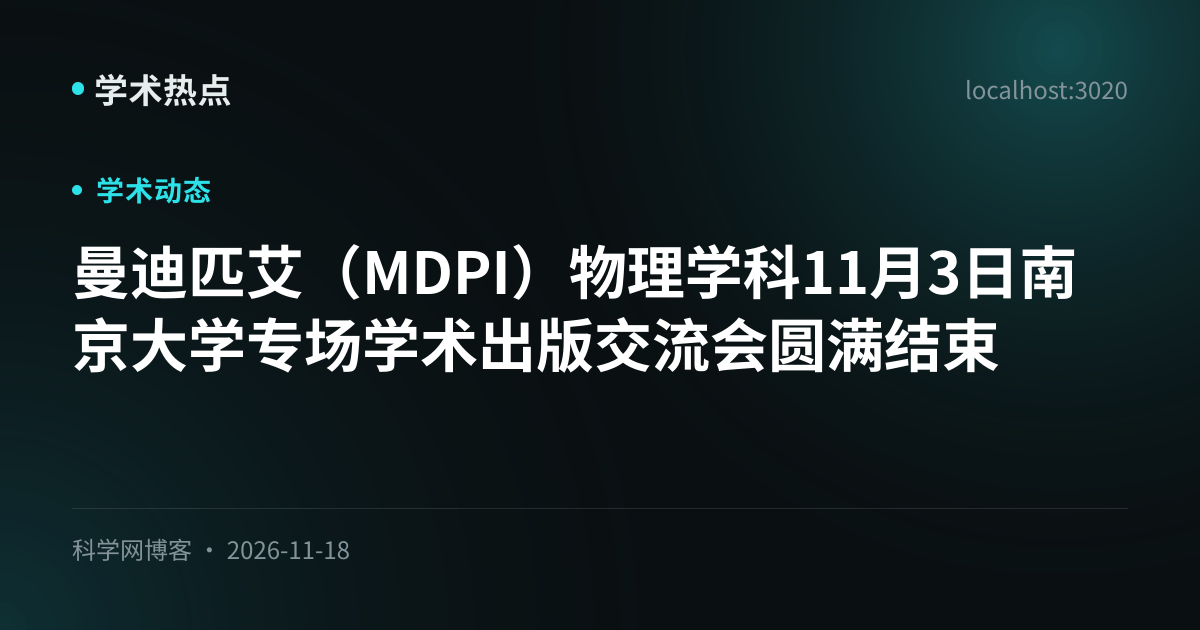 学术热点
localhost:3020
学术动态
曼迪匹艾（MDPI）物理学科11月3日南
京大学专场学术出版交流会圆满结束
科学网博客 • 2026-11-18